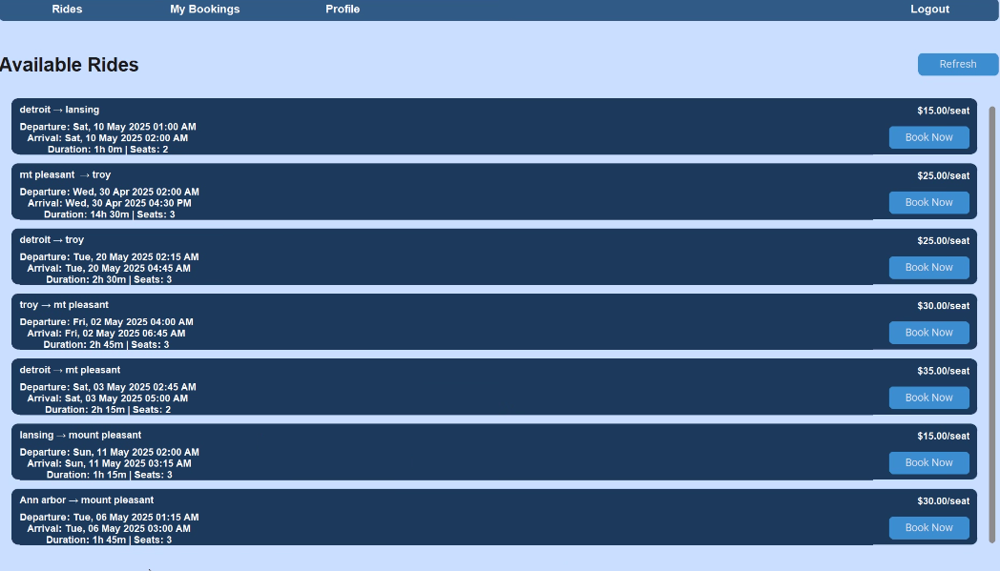 Rides My Bookings Profile Logout
Available Rides Refresh
detroit → lansing $15.00/seat
Departure: Sat, 10 May 2025 01:00 AM
Arrival: Sat, 10 May 2025 02:00 AM Book Now
Duration: 1h 0m | Seats: 2
mt pleasant → troy $25.00/seat
Departure: Wed, 30 Apr 2025 02:00 AM
Arrival: Wed, 30 Apr 2025 04:30 PM Book Now
Duration: 14h 30m | Seats: 3
detroit → troy $25.00/seat
Departure: Tue, 20 May 2025 02:15 AM
Arrival: Tue, 20 May 2025 04:45 AM Book Now
Duration: 2h 30m | Seats: 3
troy → mt pleasant $30.00/seat
Departure: Fri, 02 May 2025 04:00 AM
Arrival: Fri, 02 May 2025 06:45 AM Book Now
Duration: 2h 45m | Seats: 3
detroit → mt pleasant $35.00/seat
Departure: Sat, 03 May 2025 02:45 AM
Arrival: Sat, 03 May 2025 05:00 AM Book Now
Duration: 2h 15m | Seats: 2
lansing → mount pleasant $15.00/seat
Departure: Sun, 11 May 2025 02:00 AM
Arrival: Sun, 11 May 2025 03:15 AM Book Now
Duration: 1h 15m | Seats: 3
Ann arbor → mount pleasant $30.00/seat
Departure: Tue, 06 May 2025 01:15 AM
Arrival: Tue, 06 May 2025 03:00 AM Book Now
Duration: 1h 45m | Seats: 3